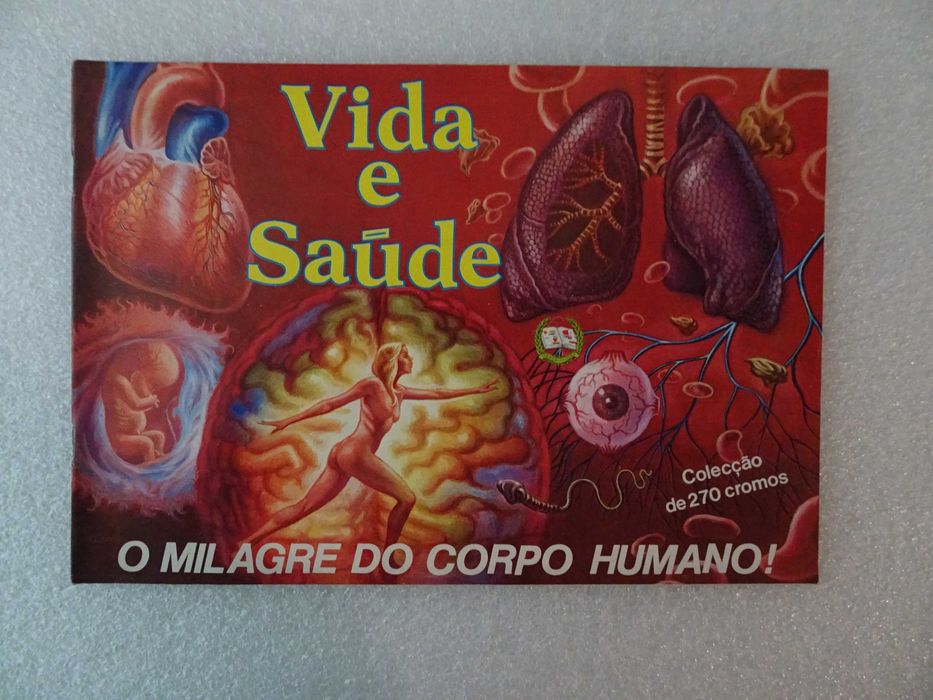 Vida
e
Saúde
Colecção
de 270 cromos
O MILAGRE DO CORPO HUMANO!